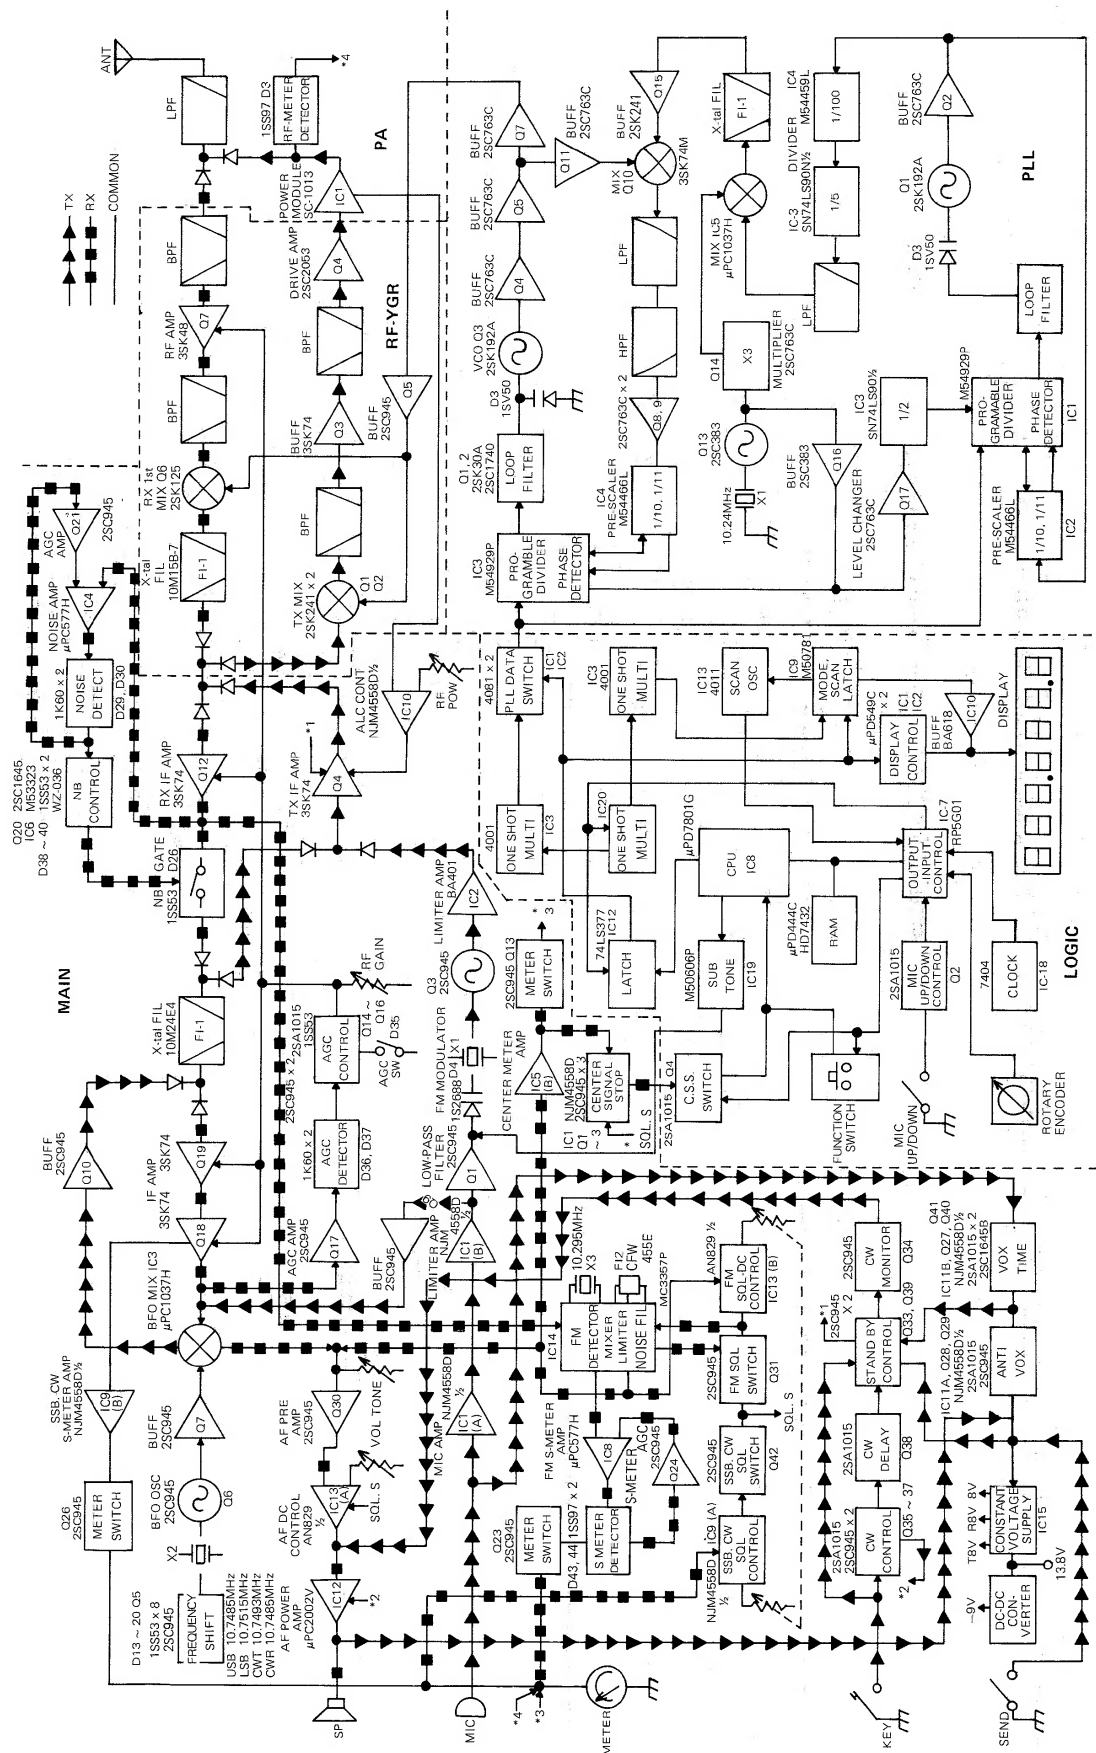 ANT
LPF
1SS97 D3
RF-METER
DETECTOR
*4
PA
TX
RX
COMMON
POWER
MODULE
SC-1013
IC1
BPF
RF AMP
3SK48
Q7
BPF
DRIVE AMP
2SC2053
Q4
BPF
RF-YGR
BUFF
3SK74
Q3
BUFF
2SC945
Q5
RX 1st
MIX Q6
2SK125
X-tal
FIL
10M15B-7
FI-1
BPF
TX MIX
2SK241 × 2
Q1
Q2
AGC
AMP
Q21
2SC945
NOISE AMP
μPC577H
IC4
1K60 × 2
NOISE
DETECT
D29, D30
Q20 2SC1645
IC6 M53323
D38 ~ 40 1SS53 × 2
WZ-036
NB
CONTROL
RX IF AMP
3SK74
Q12
NB GATE
1SS53 D26
TX IF AMP
3SK74
Q4
*1
ALC CONT
NJM4558D½
IC10
RF
POW
MAIN
X-tal FIL
10M24E4
FI-1
BUFF
2SC945
Q10
IF AMP
3SK74
3SK74
Q19
Q18
BFO MIX IC3
μPC1037H
SSB, CW
S-METER AMP
NJM4558D½
IC9
(B)
BUFF
2SC945
Q7
BFO OSC
2SC945
Q6
Q26
2SC945
METER
SWITCH
X2
D13 ~ 20 Q5
1SS53 × 8
2SC945
FREQUENCY
SHIFT
USB 10.7485MHz
LSB 10.7515MHz
CWT 10.7493MHz
CWR 10.7485MHz
AGC
CONTROL
2SC945 × 2
2SA1015
1SS53
Q14 ~
Q16
D35
AGC
SW
RF
GAIN
1K60 × 2
AGC
DETECTOR
D36, D37
AGC AMP
2SC945
Q17
BUFF
2SC945
AF PRE
AMP
2SC945
Q30
VOL TONE
AF DC
CONTROL
AN829
½
IC13
(A)
SQL. S
AF POWER
AMP
μPC2002V
IC12
*2
SP
MIC
MIC AMP
NJM4558D
½
IC1
(A)
LIMITER AMP
NJM
4558D
½
IC1
(B)
LOW-PASS
FILTER
2SC945
Q1
FM MODULATOR
1S2688 D4
X1
Q3
2SC945
LIMITER AMP
BA401
IC2
CENTER METER
AMP
IC5
(B)
NJM4558D
2SC945 Q13
METER
SWITCH
*
3
IC1
Q1
~ 3
2SC945 × 3
CENTER
SIGNAL
STOP
*
SQL. S
10.295MHz
X3
FI2
CFW
455E
IC14
FM
DETECTOR
MIXER
LIMITER
NOISE FIL
MC3357P
AN829 ½
FM
SQL-DC
CONTROL
IC13 (B)
2SC945
FM SQL
SWITCH
Q31
SQL. S
2SC945
SSB, CW
SQL
SWITCH
Q42
IC9 (A)
SSB, CW
SQL
CONTROL
NJM4558D
½
FM S-METER
AMP
μPC577H
IC8
S-METER
AGC
2SC945
Q24
D43, 44 1SS97 × 2
S METER
DETECTOR
Q23
2SC945
METER
SWITCH
*4
*3
METER
KEY
SEND
2SC945
CW
MONITOR
Q34
*1
2SC945
× 2
STAND BY
CONTROL
Q33, Q39
2SA1015
CW
DELAY
Q38
2SA1015
2SC945 × 2
CW
CONTROL
Q35 ~ 37
*2
IC11B, Q27, Q40
Q41
NJM4558D½
2SA1015 × 2
2SC1645B
VOX
TIME
IC11A, Q28, Q29
NJM4558D½
2SA1015
2SC945
ANTI
VOX
T8V R8V 8V
CONSTANT
VOLTAGE
SUPPLY
IC15
13.8V
-9V
DC-DC
CON-
VERTER
BUFF
2SC763C
Q7
BUFF
2SC763C
Q5
BUFF
2SC763C
Q4
VCO Q3
2SK192A
D3
1SV50
Q1, 2
2SK30A
2SC1740
LOOP
FILTER
IC3
M54929P
PRO-
GRAMBLE
DIVIDER
PHASE
DETECTOR
Q11
BUFF
2SC763C
MIX
Q10
3SK74M
BUFF
2SK241
Q15
LPF
HPF
2SC763C × 2
Q8, 9
IC4
PRE-SCALER
M54466L
1/10, 1/11
X-tal FIL
FI-1
MIX IC5
μPC1037H
Q14
X3
MULTIPLIER
2SC763C
Q13
2SC383
10.24MHz
X1
BUFF
2SC383
Q16
LEVEL CHANGER
2SC763C
Q17
IC4
M54459L
1/100
DIVIDER
IC-3
SN74LS90N½
1/5
LPF
IC3
SN74LS90½
1/2
BUFF
2SC763C
Q2
Q1
2SK192A
D3
1SV50
LOOP
FILTER
M54929P
PRO-
GRAMABLE
DIVIDER
PHASE
DETECTOR
IC1
PRE-SCALER
M54466L
1/10, 1/11
IC2
PLL
4081 × 2
PLL DATA
SWITCH
IC1
IC2
4001
ONE SHOT
MULTI
IC3
IC3
4001
ONE SHOT
MULTI
IC20
ONE SHOT
MULTI
IC13
4011
SCAN
OSC
IC9
M50781
MODE,
SCAN
LATCH
μPD549C
× 2
DISPLAY
CONTROL
IC1
IC2
BUFF
BA618
IC10
DISPLAY
74LS377
IC12
LATCH
μPD7801G
CPU
IC8
M50606P
SUB
TONE
IC19
μPD444C
HD7432
RAM
IC-7
RP5G01
OUTPUT
-INPUT
CONTROL
2SA1015 Q4
C.S.S.
SWITCH
FUNCTION
SWITCH
2SA1015
MIC
UP/DOWN
CONTROL
Q2
MIC
UP/DOWN
7404
CLOCK
IC-18
ROTARY
ENCODER
LOGIC